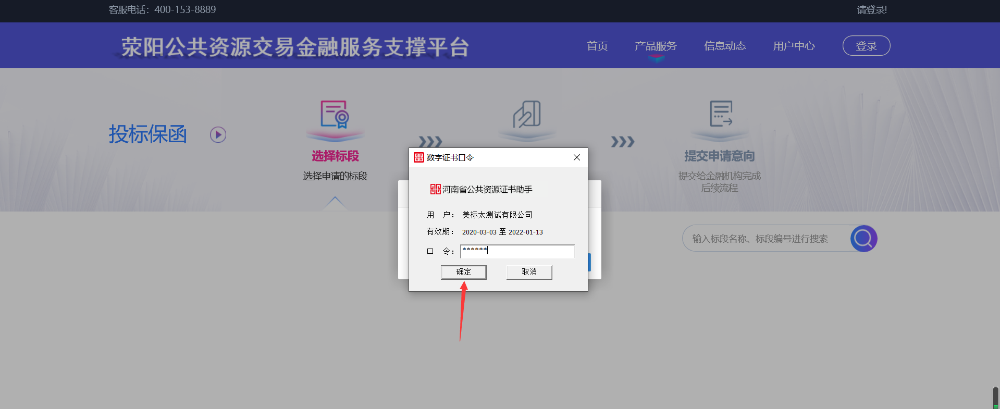 客服电话：400-153-8889
请登录!
荥阳公共资源交易金融服务支撑平台
首页
产品服务
信息动态
用户中心
登录
投标保函
选择标段
选择申请的标段
提交申请意向
提交给金融机构完成
后续流程
数字证书口令
河南省公共资源证书助手
用 户： 美标太测试有限公司
有效期： 2020-03-03 至 2022-01-13
口 令： ******
确定
取消
输入标段名称、标段编号进行搜索